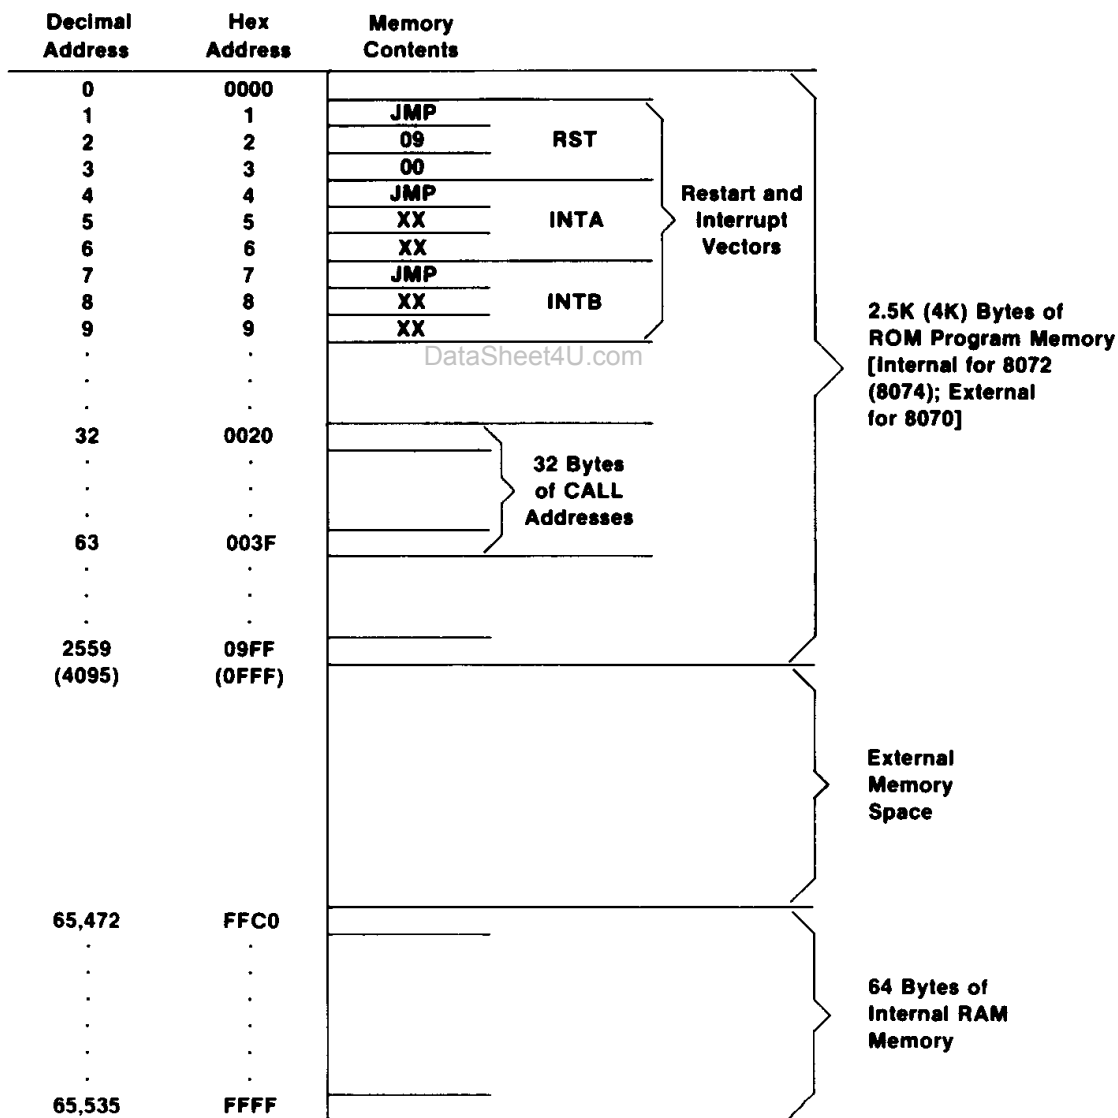 Decimal Address Hex Address Memory Contents
0 0000
1 1 JMP
2 2 09 RST
3 3 00
4 4 JMP
5 5 XX INTA
6 6 XX
7 7 JMP
8 8 XX INTB
9 9 XX
Restart and
Interrupt
Vectors
DataSheet4U.com
. .
. .
. .
32 0020
. .
. .
. .
63 003F
32 Bytes
of CALL
Addresses
. .
. .
. .
2559 09FF
(4095) (0FFF)
2.5K (4K) Bytes of
ROM Program Memory
[Internal for 8072
(8074); External
for 8070]
External
Memory
Space
65,472 FFC0
. .
. .
. .
. .
. .
. .
65,535 FFFF
64 Bytes of
Internal RAM
Memory